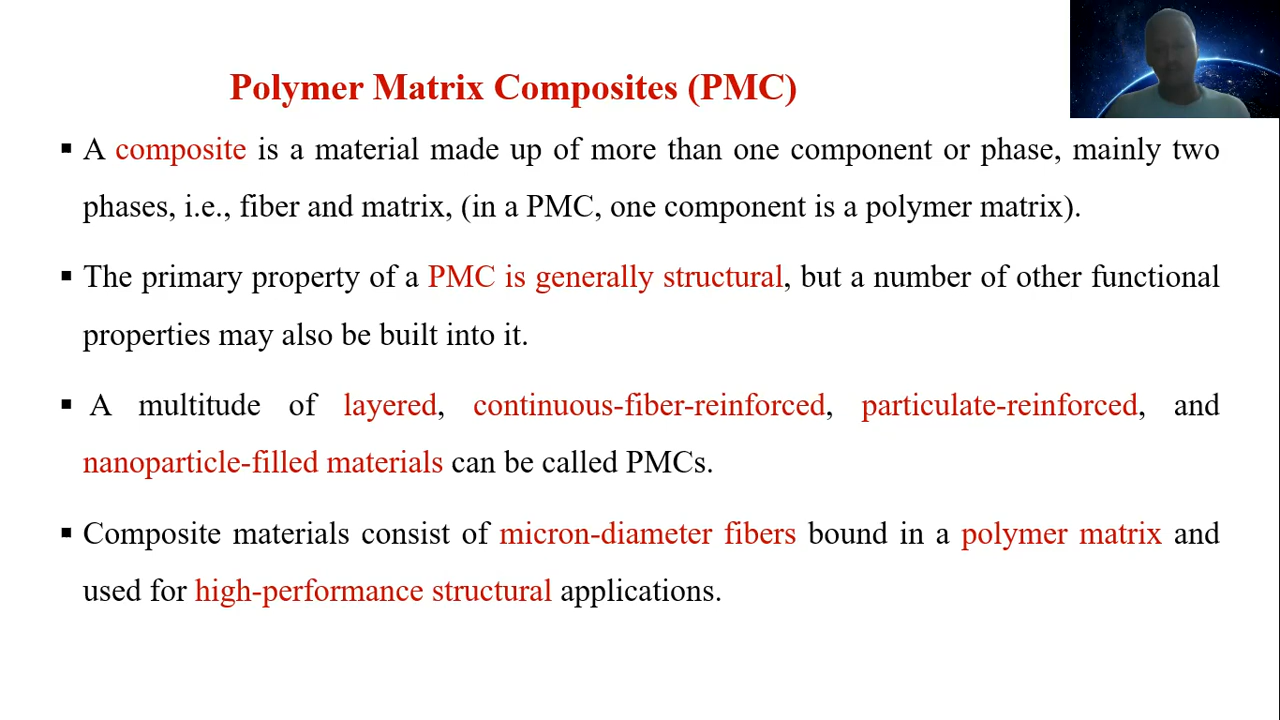 Polymer Matrix Composites (PMC)
▪ A composite is a material made up of more than one component or phase, mainly two
phases, i.e., fiber and matrix, (in a PMC, one component is a polymer matrix).
▪ The primary property of a PMC is generally structural, but a number of other functional
properties may also be built into it.
▪ A multitude of layered, continuous-fiber-reinforced, particulate-reinforced, and
nanoparticle-filled materials can be called PMCs.
▪ Composite materials consist of micron-diameter fibers bound in a polymer matrix and
used for high-performance structural applications.